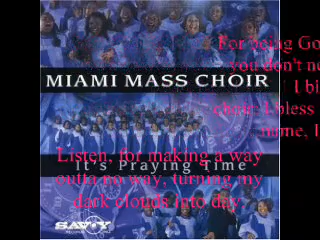 For being Go
you don't n
I bl
I bless
name, I
MIAMI MASS CHOIR
It's Praying Time
Listen, for making a way
outta no way, turning my
dark clouds into day
SAVOY